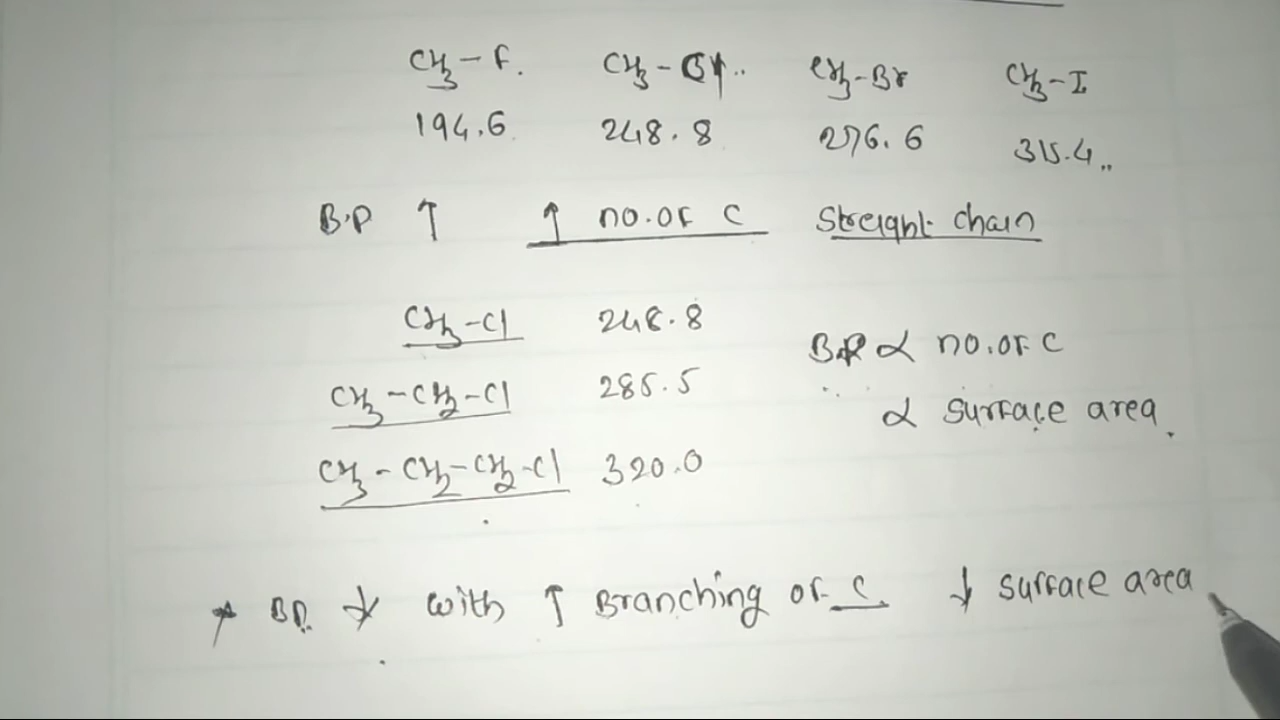 CH3-F. CH3-Cl.. CH3-Br CH3-I
194.6 248.8 276.6 315.4..
B.P ↑ ↑ no.of C Streight chain
CH3-Cl 248.8
B.P ∝ no.of C
CH3-CH2-Cl 285.5
∝ surface area.
CH3-CH2-CH2-Cl 320.0
* BP. ↓ with ↑ Branching of C ↓ surface area